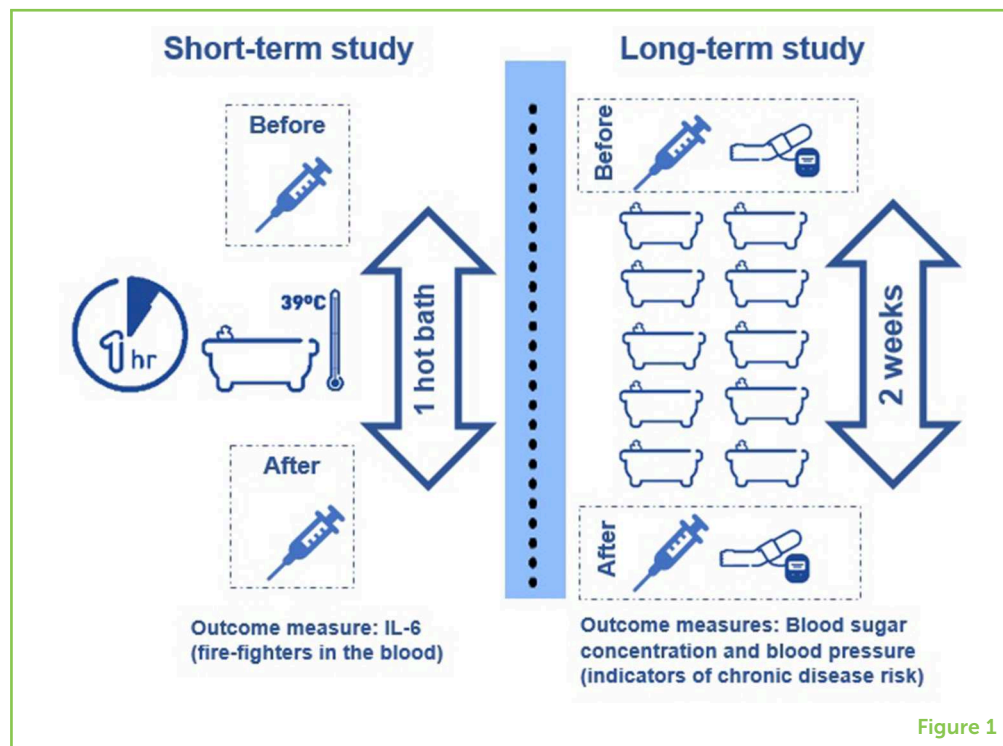 Short-term study
Before
1 hr
39°C
1 hot bath
After
Outcome measure: IL-6
(fire-fighters in the blood)
Long-term study
Before
2 weeks
After
Outcome measures: Blood sugar
concentration and blood pressure
(indicators of chronic disease risk)
Figure 1